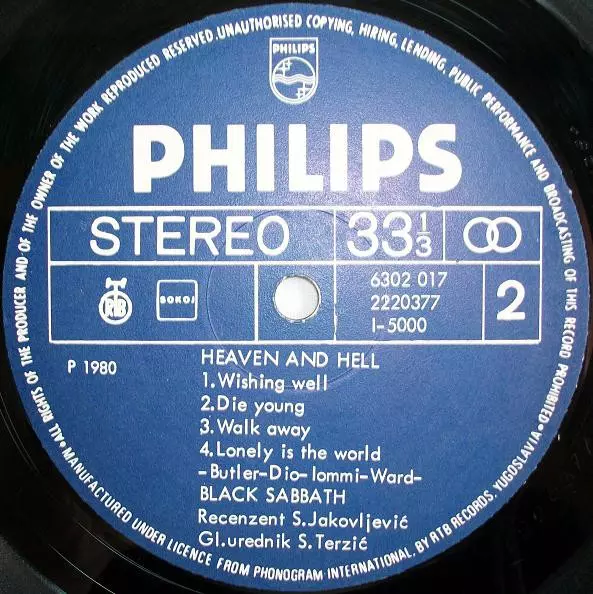 •ALL RIGHTS OF THE PRODUCER AND OF THE OWNER OF THE WORK REPRODUCED RESERVED.UNAUTHORISED COPYING, HIRING, LENDING, PUBLIC PERFORMANCE AND BROADCASTING OF THIS RECORD PROHIBITED•
PHILIPS
PHILIPS
STEREO 33 1/3
RTB SOKOJ
6302 017
2220377
I-5000
2
P 1980
HEAVEN AND HELL
1.Wishing well
2.Die young
3.Walk away
4.Lonely is the world
-Butler-Dio-Iommi-Ward-
BLACK SABBATH
Recenzent S.Jakovljević
Gl.urednik S.Terzić
MANUFACTURED UNDER LICENCE FROM PHONOGRAM INTERNATIONAL, BY RTB RECORDS, YUGOSLAVIA•